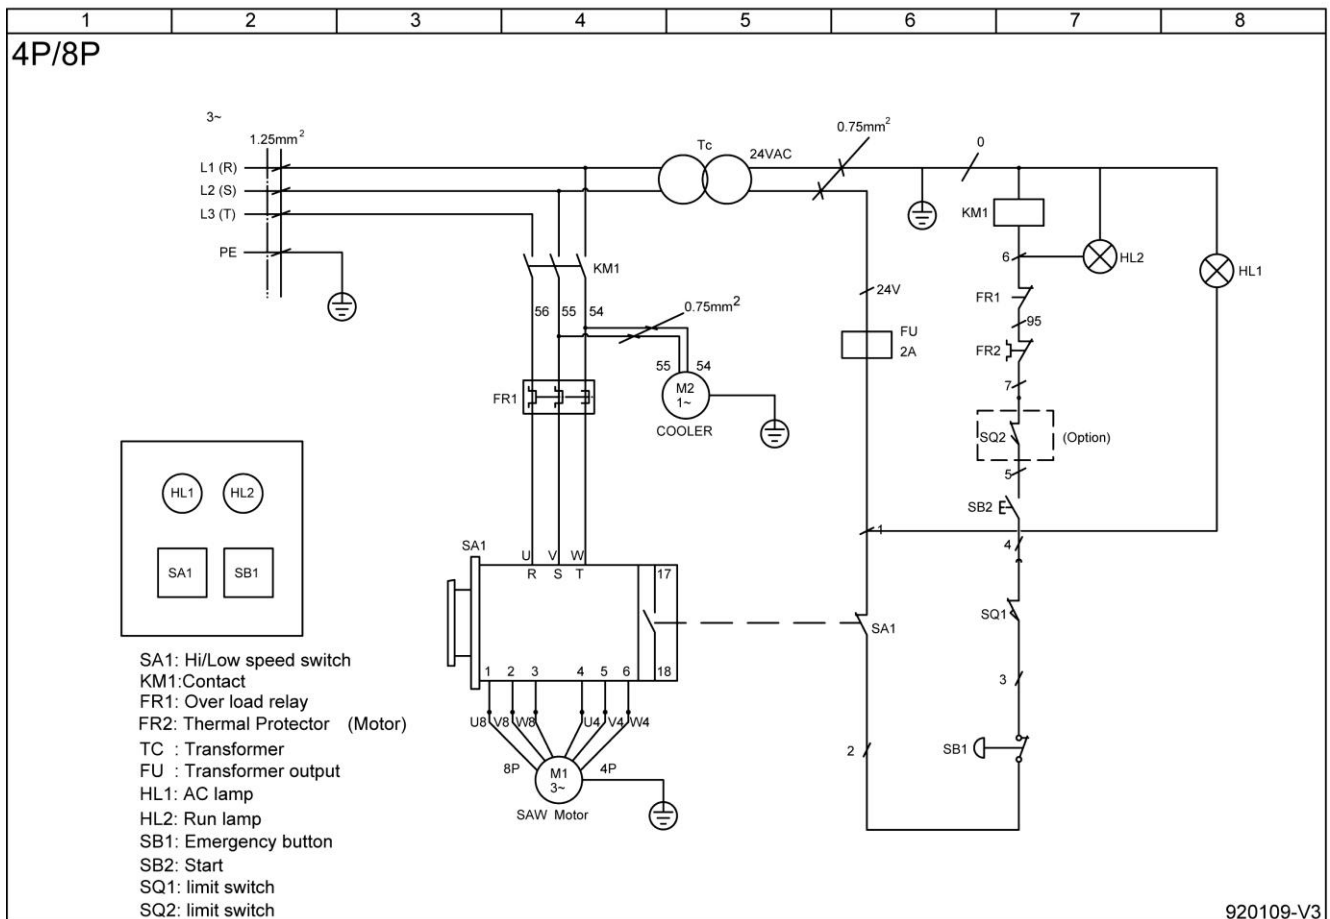 1 2 3 4 5 6 7 8
4P/8P
3~
1.25mm2
L1 (R)
L2 (S)
L3 (T)
PE
Tc
24VAC
0.75mm2
0
KM1
HL2
HL1
6
FR1
95
FR2
7
SQ2
(Option)
5
SB2
4
SQ1
3
SB1
24V
FU
2A
1
SA1
2
KM1
56 55 54
0.75mm2
55 54
M2
1~
COOLER
FR1
SA1
U V W
R S T
17
18
1 2 3 4 5 6
U8 V8 W8 U4 V4 W4
8P
4P
M1
3~
SAW Motor
HL1 HL2
SA1 SB1
SA1: Hi/Low speed switch
KM1:Contact
FR1: Over load relay
FR2: Thermal Protector (Motor)
TC : Transformer
FU : Transformer output
HL1: AC lamp
HL2: Run lamp
SB1: Emergency button
SB2: Start
SQ1: limit switch
SQ2: limit switch
920109-V3